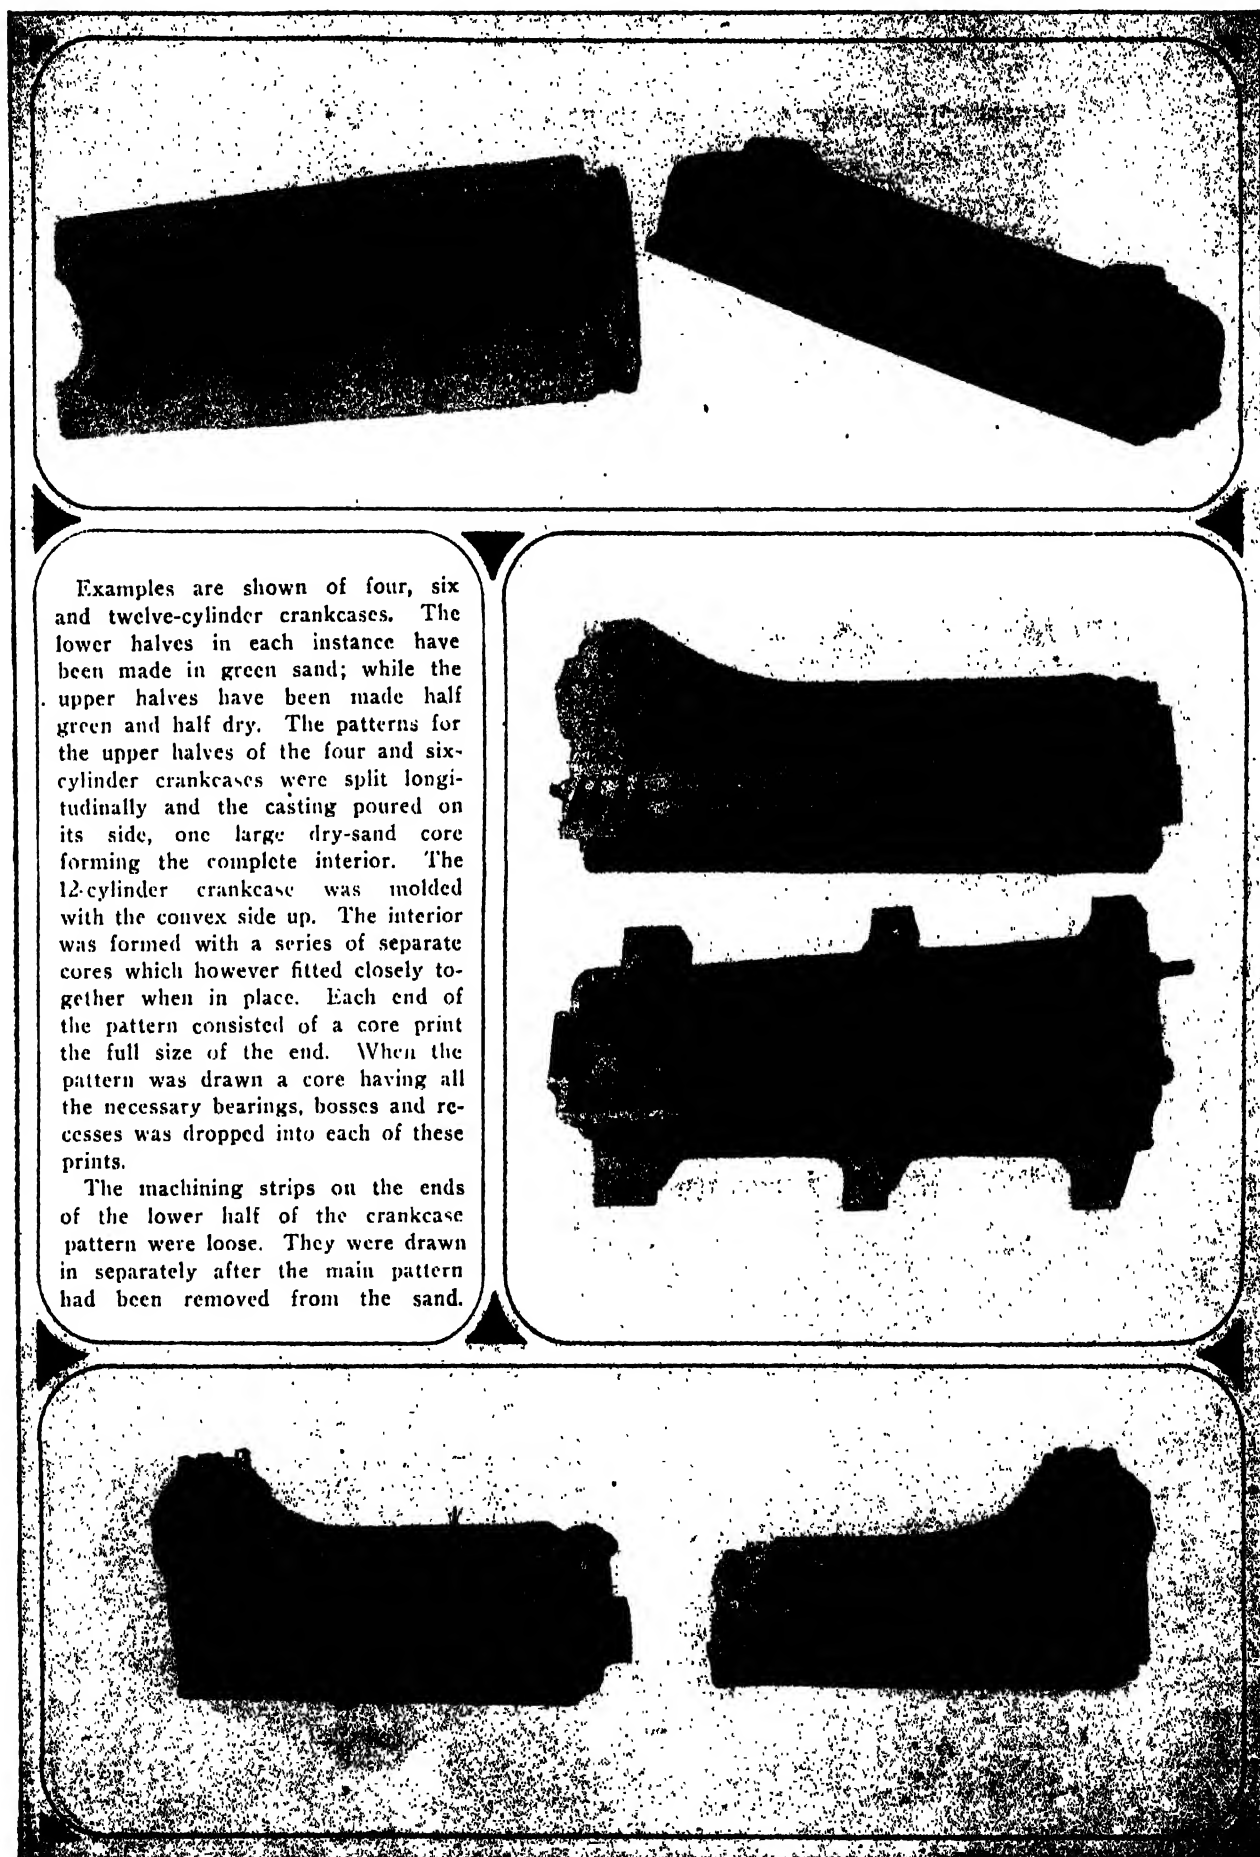 Examples are shown of four, six
and twelve-cylinder crankcases. The
lower halves in each instance have
been made in green sand; while the
upper halves have been made half
green and half dry. The patterns for
the upper halves of the four and six-
cylinder crankcases were split longi-
tudinally and the casting poured on
its side, one large dry-sand core
forming the complete interior. The
12-cylinder crankcase was molded
with the convex side up. The interior
was formed with a series of separate
cores which however fitted closely to-
gether when in place. Each end of
the pattern consisted of a core print
the full size of the end. When the
pattern was drawn a core having all
the necessary bearings, bosses and re-
cesses was dropped into each of these
prints.
The machining strips on the ends
of the lower half of the crankcase
pattern were loose. They were drawn
in separately after the main pattern
had been removed from the sand.